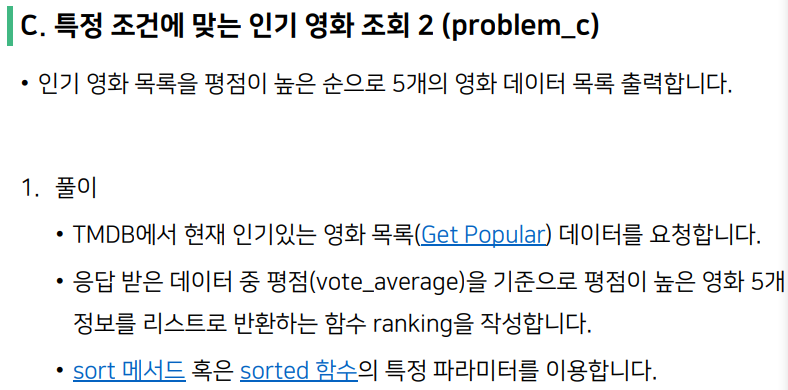 C. 특정 조건에 맞는 인기 영화 조회 2 (problem_c)
• 인기 영화 목록을 평점이 높은 순으로 5개의 영화 데이터 목록 출력합니다.
1. 풀이
• TMDB에서 현재 인기있는 영화 목록(Get Popular) 데이터를 요청합니다.
• 응답 받은 데이터 중 평점(vote_average)을 기준으로 평점이 높은 영화 5개
정보를 리스트로 반환하는 함수 ranking을 작성합니다.
• sort 메서드 혹은 sorted 함수의 특정 파라미터를 이용합니다.